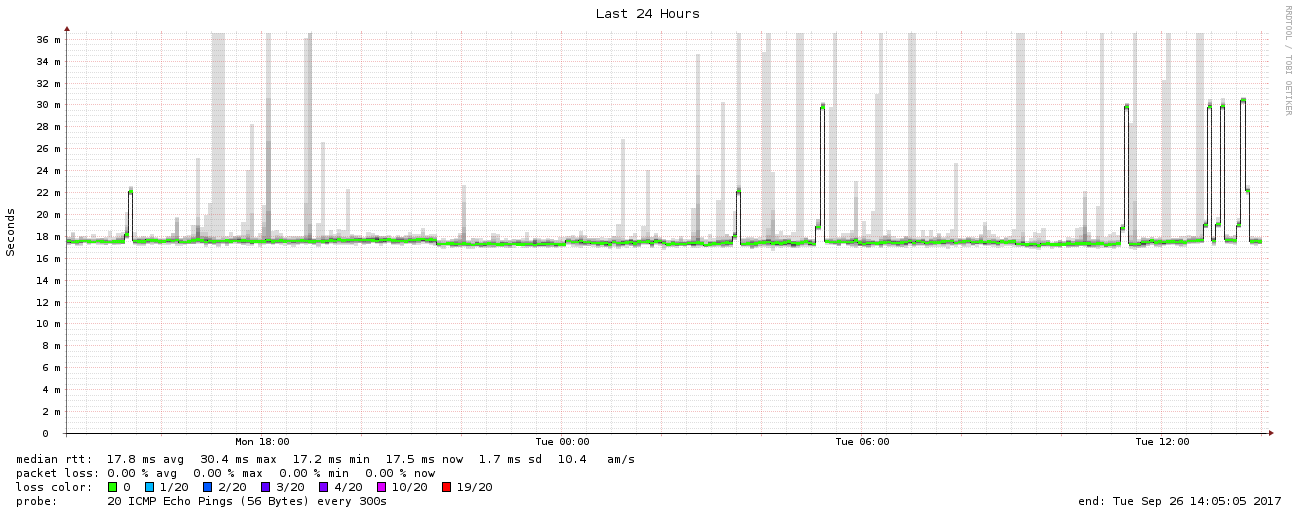 Last 24 Hours
RRDTOOL / TOBI OETIKER
Seconds
36 m
34 m
32 m
30 m
28 m
26 m
24 m
22 m
20 m
18 m
16 m
14 m
12 m
10 m
8 m
6 m
4 m
2 m
0
Mon 18:00 Tue 00:00 Tue 06:00 Tue 12:00
median rtt: 17.8 ms avg 30.4 ms max 17.2 ms min 17.5 ms now 1.7 ms sd 10.4 am/s
packet loss: 0.00 % avg 0.00 % max 0.00 % min 0.00 % now
loss color: 0 1/20 2/20 3/20 4/20 10/20 19/20
probe: 20 ICMP Echo Pings (56 Bytes) every 300s end: Tue Sep 26 14:05:05 2017